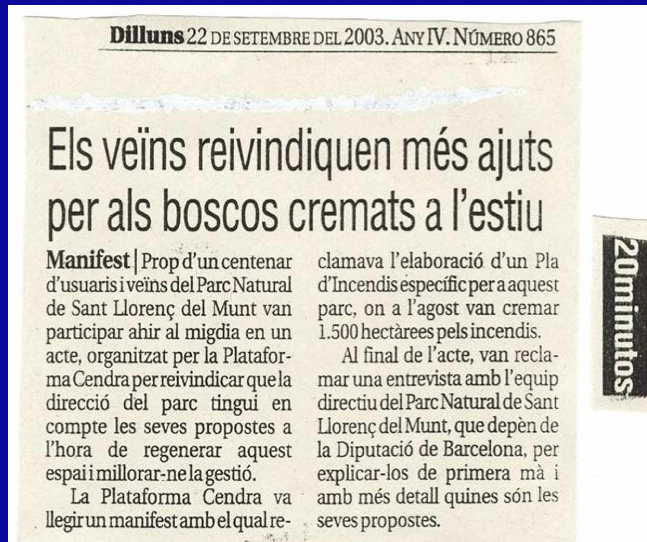 Dilluns 22 DE SETEMBRE DEL 2003. ANY IV. NÚMERO 865
Els veïns reivindiquen més ajuts
per als boscos cremats a l'estiu
Manifest | Prop d'un centenar
d'usuaris i veïns del Parc Natural
de Sant Llorenç del Munt van
participar ahir al migdia en un
acte, organitzat per la Platafor-
ma Cendra per reivindicar que la
direcció del parc tingui en
compte les seves propostes a
l'hora de regenerar aquest
espai i millorar-ne la gestió.
La Plataforma Cendra va
llegir un manifest amb el qual re-
clamava l'elaboració d'un Pla
d'Incendis específic per a aquest
parc, on a l'agost van cremar
1.500 hectàrees pels incendis.
Al final de l'acte, van recla-
mar una entrevista amb l'equip
directiu del Parc Natural de Sant
Llorenç del Munt, que depèn de
la Diputació de Barcelona, per
explicar-los de primera mà i
amb més detall quines són les
seves propostes.
20minutos